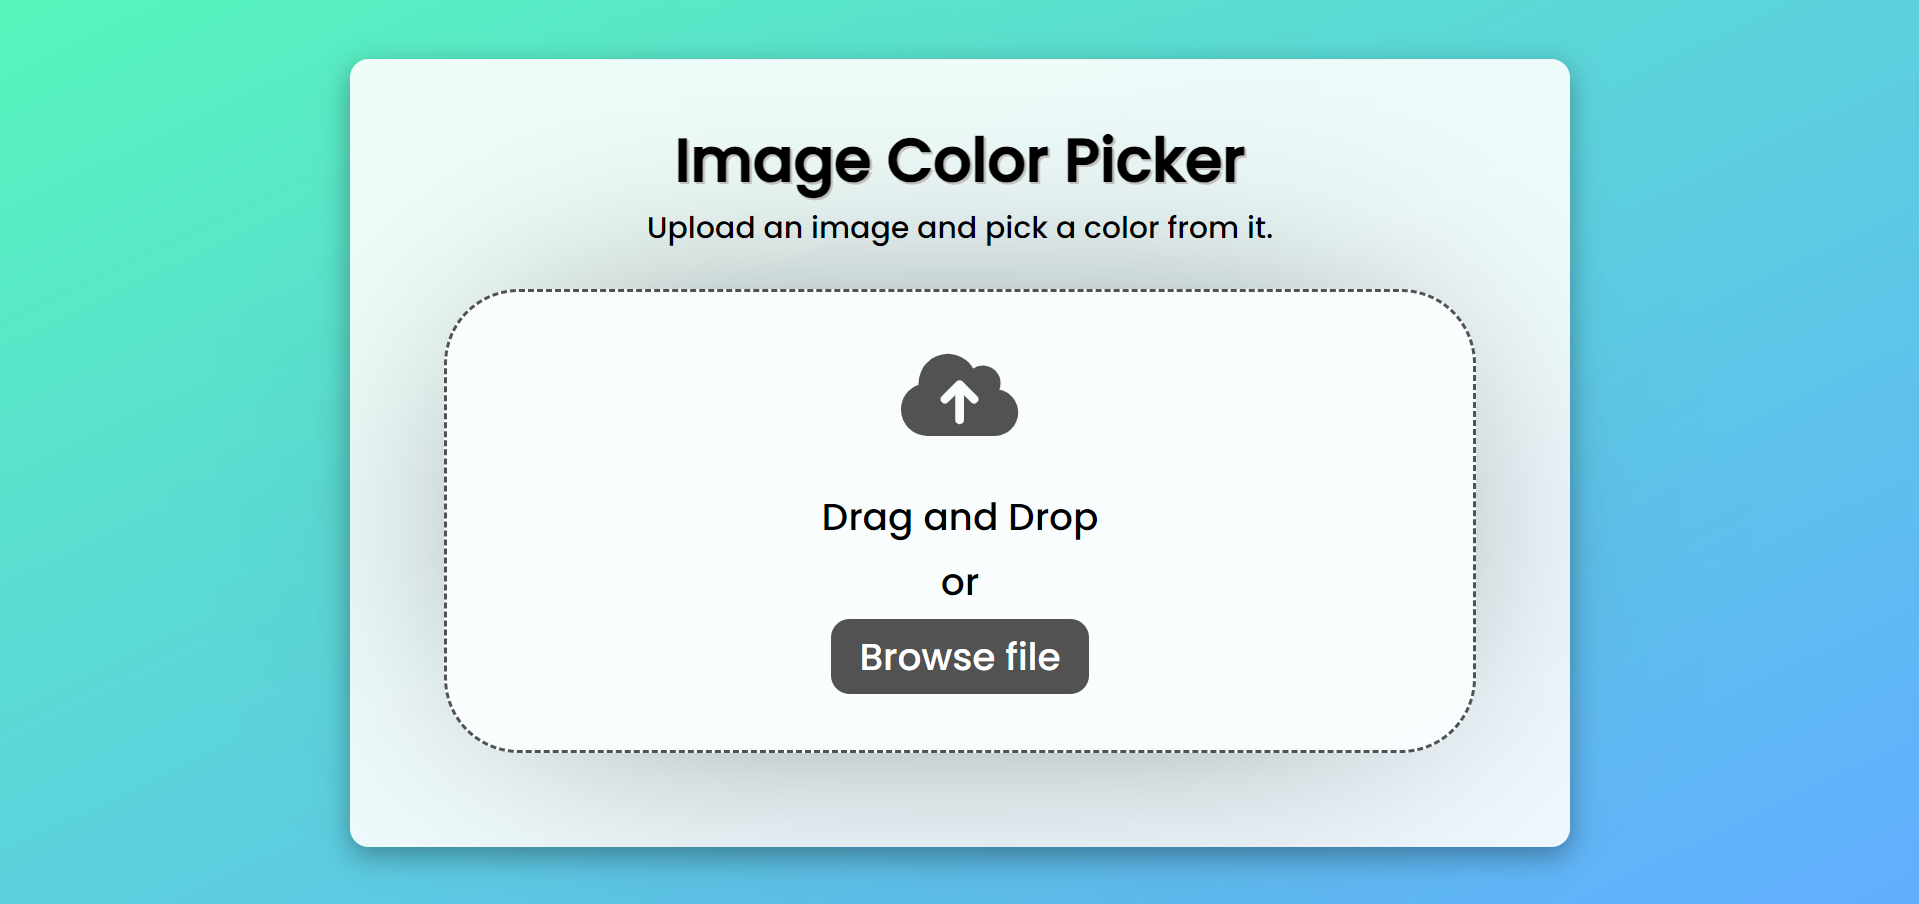 Image Color Picker
Upload an image and pick a color from it.
Drag and Drop
or
Browse file